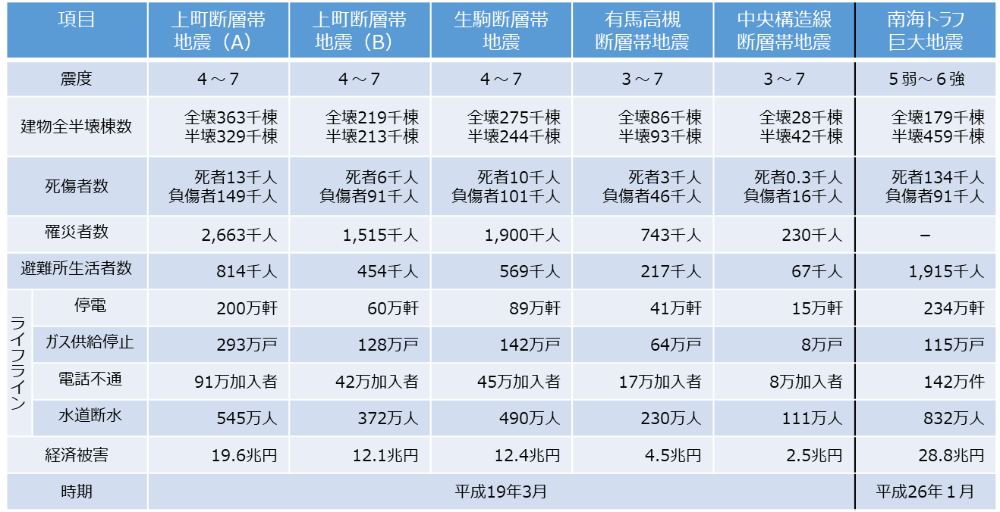 項目
上町断層帯
地震（A）
上町断層帯
地震（B）
生駒断層帯
地震
有馬高槻
断層帯地震
中央構造線
断層帯地震
南海トラフ
巨大地震
震度
４～７
４～７
４～７
３～７
３～７
５弱～６強
建物全半壊棟数
全壊363千棟
半壊329千棟
全壊219千棟
半壊213千棟
全壊275千棟
半壊244千棟
全壊86千棟
半壊93千棟
全壊28千棟
半壊42千棟
全壊179千棟
半壊459千棟
死傷者数
死者13千人
負傷者149千人
死者6千人
負傷者91千人
死者10千人
負傷者101千人
死者3千人
負傷者46千人
死者0.3千人
負傷者16千人
死者134千人
負傷者91千人
罹災者数
2,663千人
1,515千人
1,900千人
743千人
230千人
－
避難所生活者数
814千人
454千人
569千人
217千人
67千人
1,915千人
ライフライン
停電
200万軒
60万軒
89万軒
41万軒
15万軒
234万軒
ガス供給停止
293万戸
128万戸
142万戸
64万戸
8万戸
115万戸
電話不通
91万加入者
42万加入者
45万加入者
17万加入者
8万加入者
142万件
水道断水
545万人
372万人
490万人
230万人
111万人
832万人
経済被害
19.6兆円
12.1兆円
12.4兆円
4.5兆円
2.5兆円
28.8兆円
時期
平成19年3月
平成26年１月